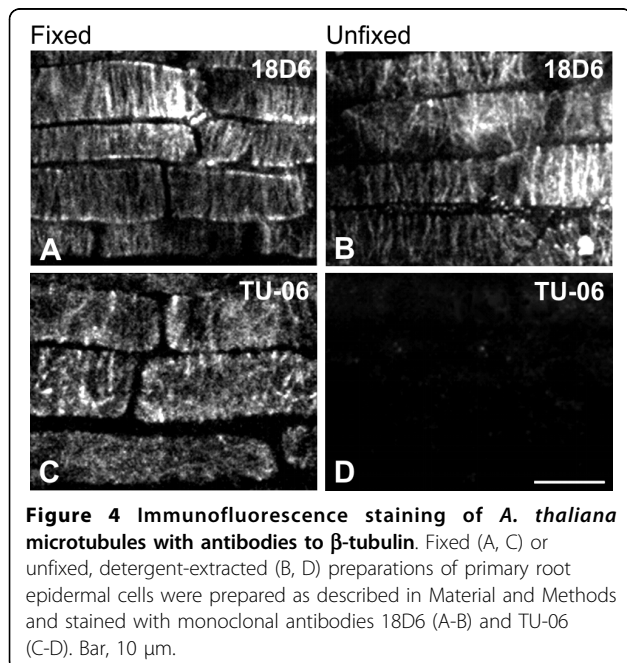 Fixed
Unfixed
18D6
18D6
A
B
TU-06
TU-06
C
D
Figure 4 Immunofluorescence staining of A. thaliana
microtubules with antibodies to β-tubulin. Fixed (A, C) or
unfixed, detergent-extracted (B, D) preparations of primary root
epidermal cells were prepared as described in Material and Methods
and stained with monoclonal antibodies 18D6 (A-B) and TU-06
(C-D). Bar, 10 μm.